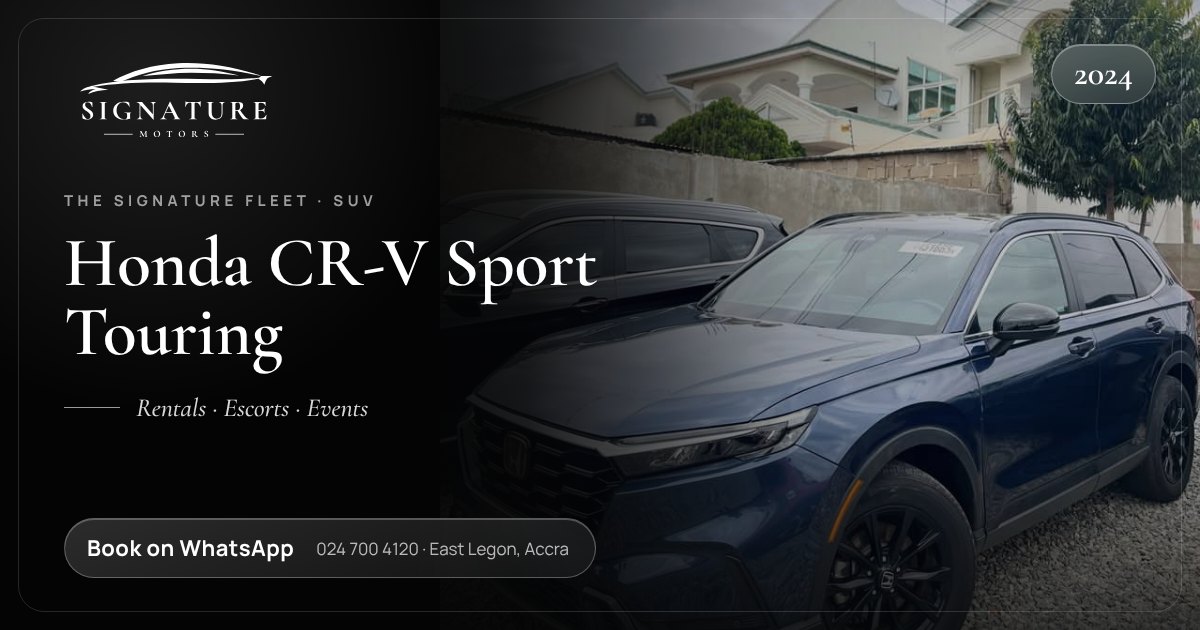 SIGNATURE
MOTORS
2024
THE SIGNATURE FLEET · SUV
Honda CR-V Sport
Touring
Rentals · Escorts · Events
Book on WhatsApp 024 700 4120 · East Legon, Accra